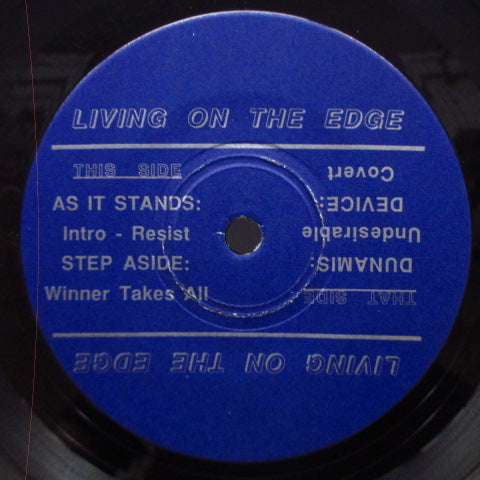 LIVING ON THE EDGE
THIS SIDE
AS IT STANDS:
Intro - Resist
STEP ASIDE:
Winner Takes All
LIVING ON THE EDGE
THAT SIDE
DUNAMIS:
Undesirable
DEVICE:
Covert